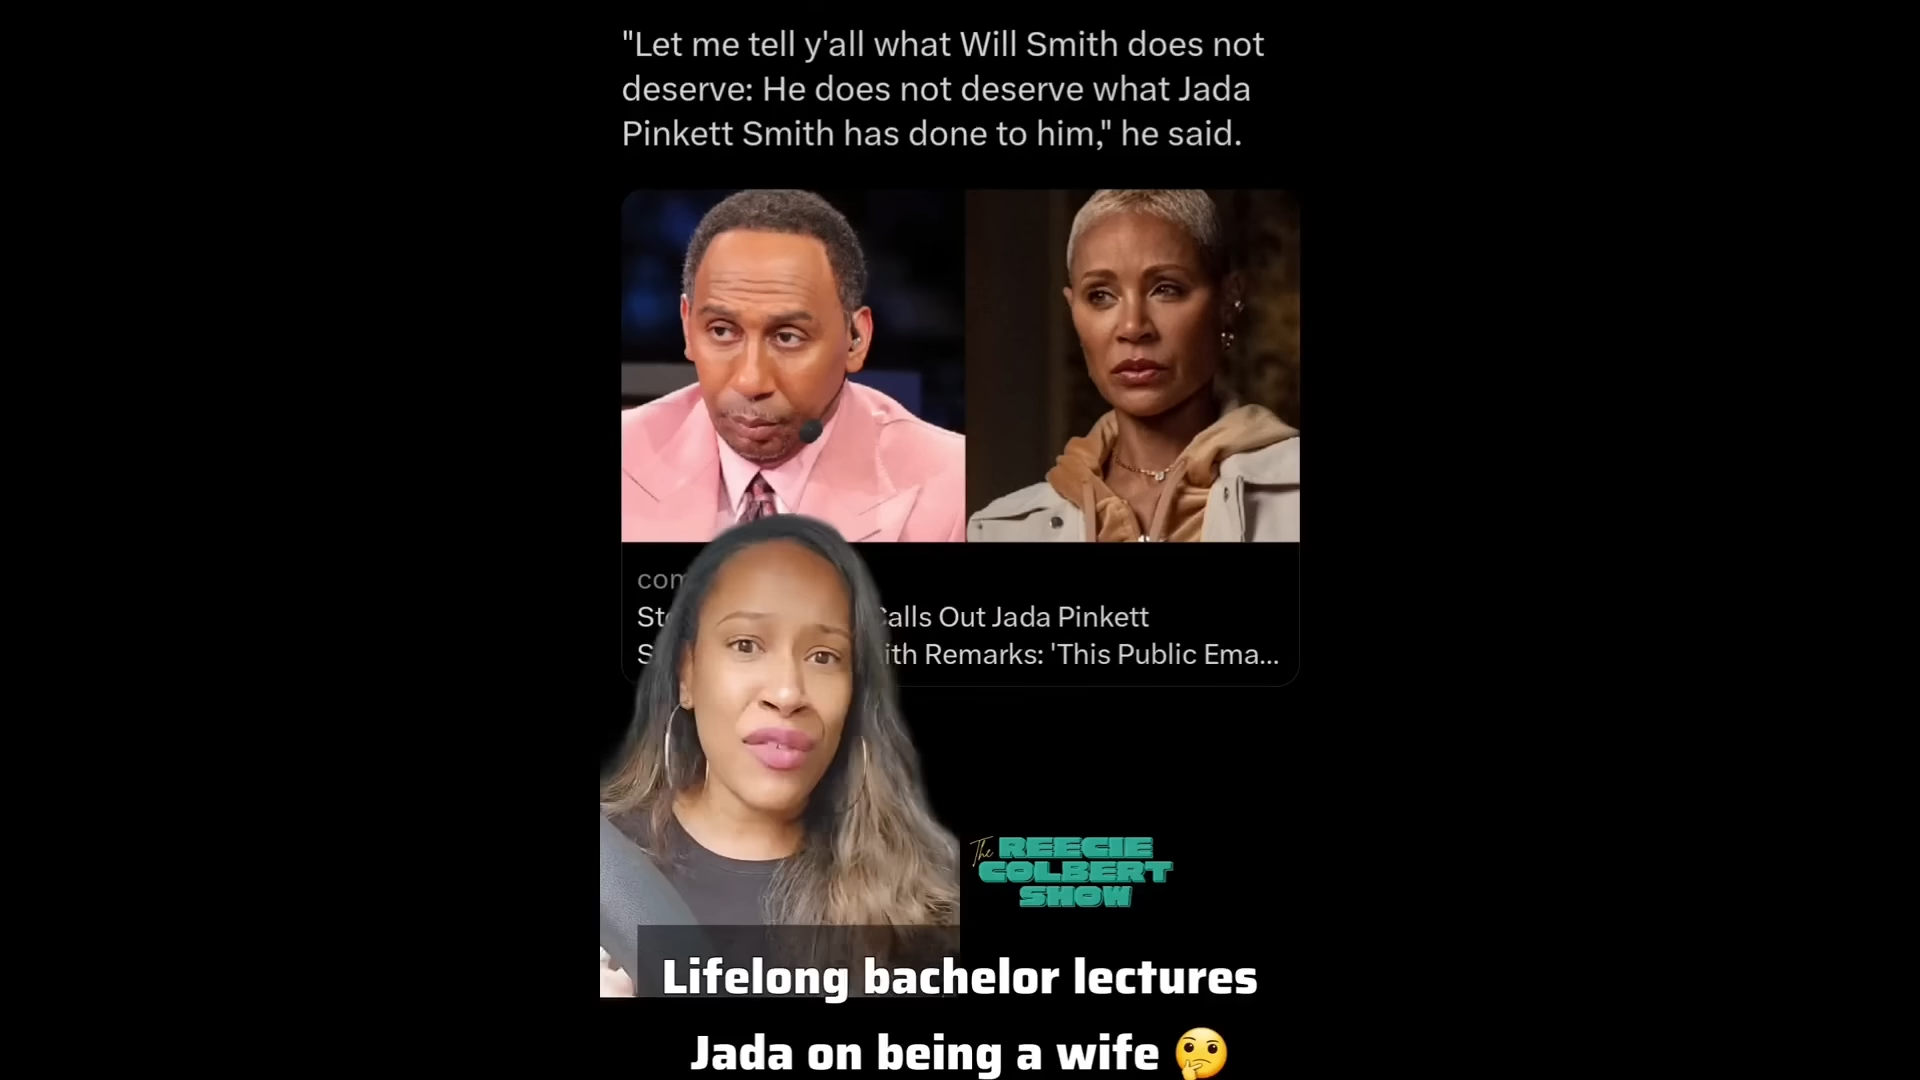 "Let me tell y'all what Will Smith does not
deserve: He does not deserve what Jada
Pinkett Smith has done to him," he said.
Calls Out Jada Pinkett
Remarks: 'This Public Ema...
The REECIE
COLBERT
SHOW
Lifelong bachelor lectures
Jada on being a wife 🤔